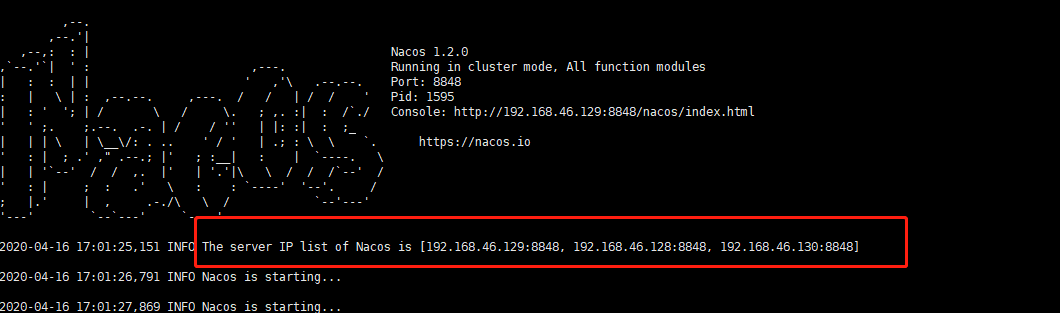 Nacos 1.2.0
Running in cluster mode, All function modules
Port: 8848
Pid: 1595
Console: http://192.168.46.129:8848/nacos/index.html
https://nacos.io
2020-04-16 17:01:25,151 INFO The server IP list of Nacos is [192.168.46.129:8848, 192.168.46.128:8848, 192.168.46.130:8848]
2020-04-16 17:01:26,791 INFO Nacos is starting...
2020-04-16 17:01:27,869 INFO Nacos is starting...